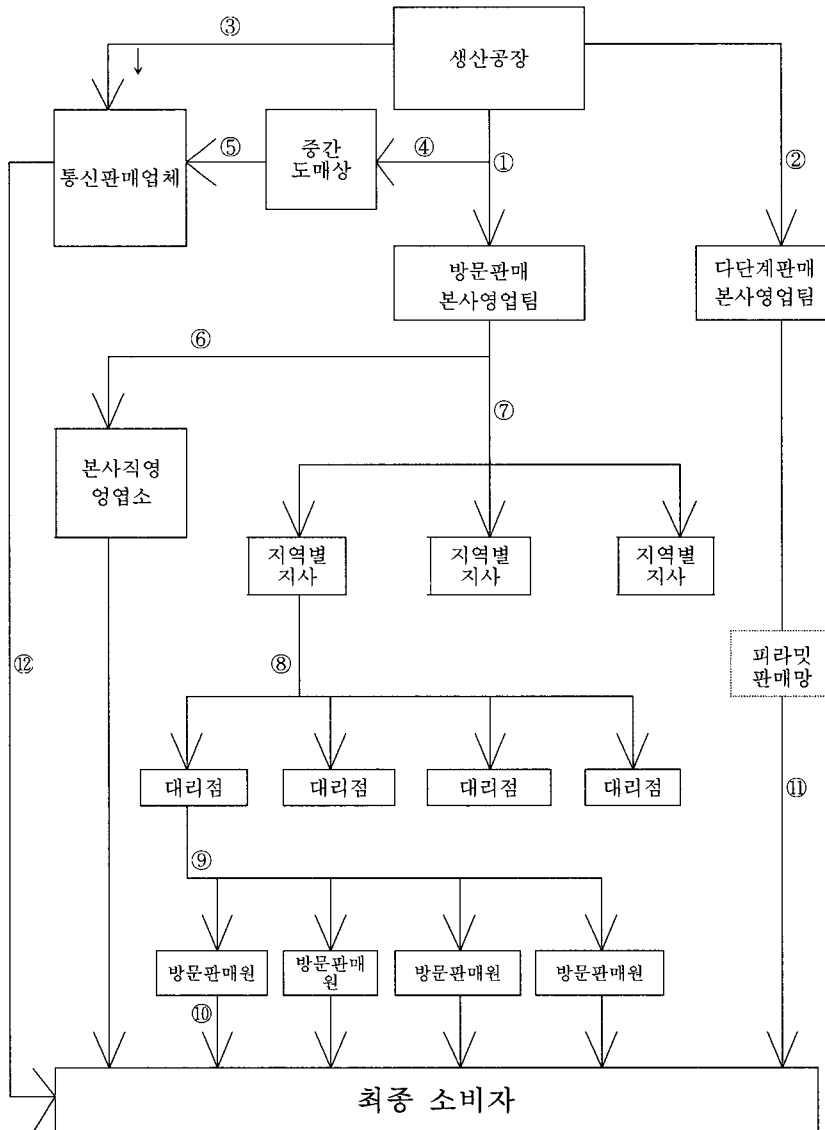 ③
생산공장
통신판매업체
⑤
중간
도매상
④
①
②
방문판매
본사영업팀
다단계판매
본사영업팀
⑥
⑦
본사직영
엉엽소
지역별
지사
지역별
지사
지역별
지사
⑫
⑧
피라밋
판매망
대리점
대리점
대리점
대리점
⑪
⑨
방문판매원
방문판매
원
방문판매원
방문판매원
⑩
최종 소비자